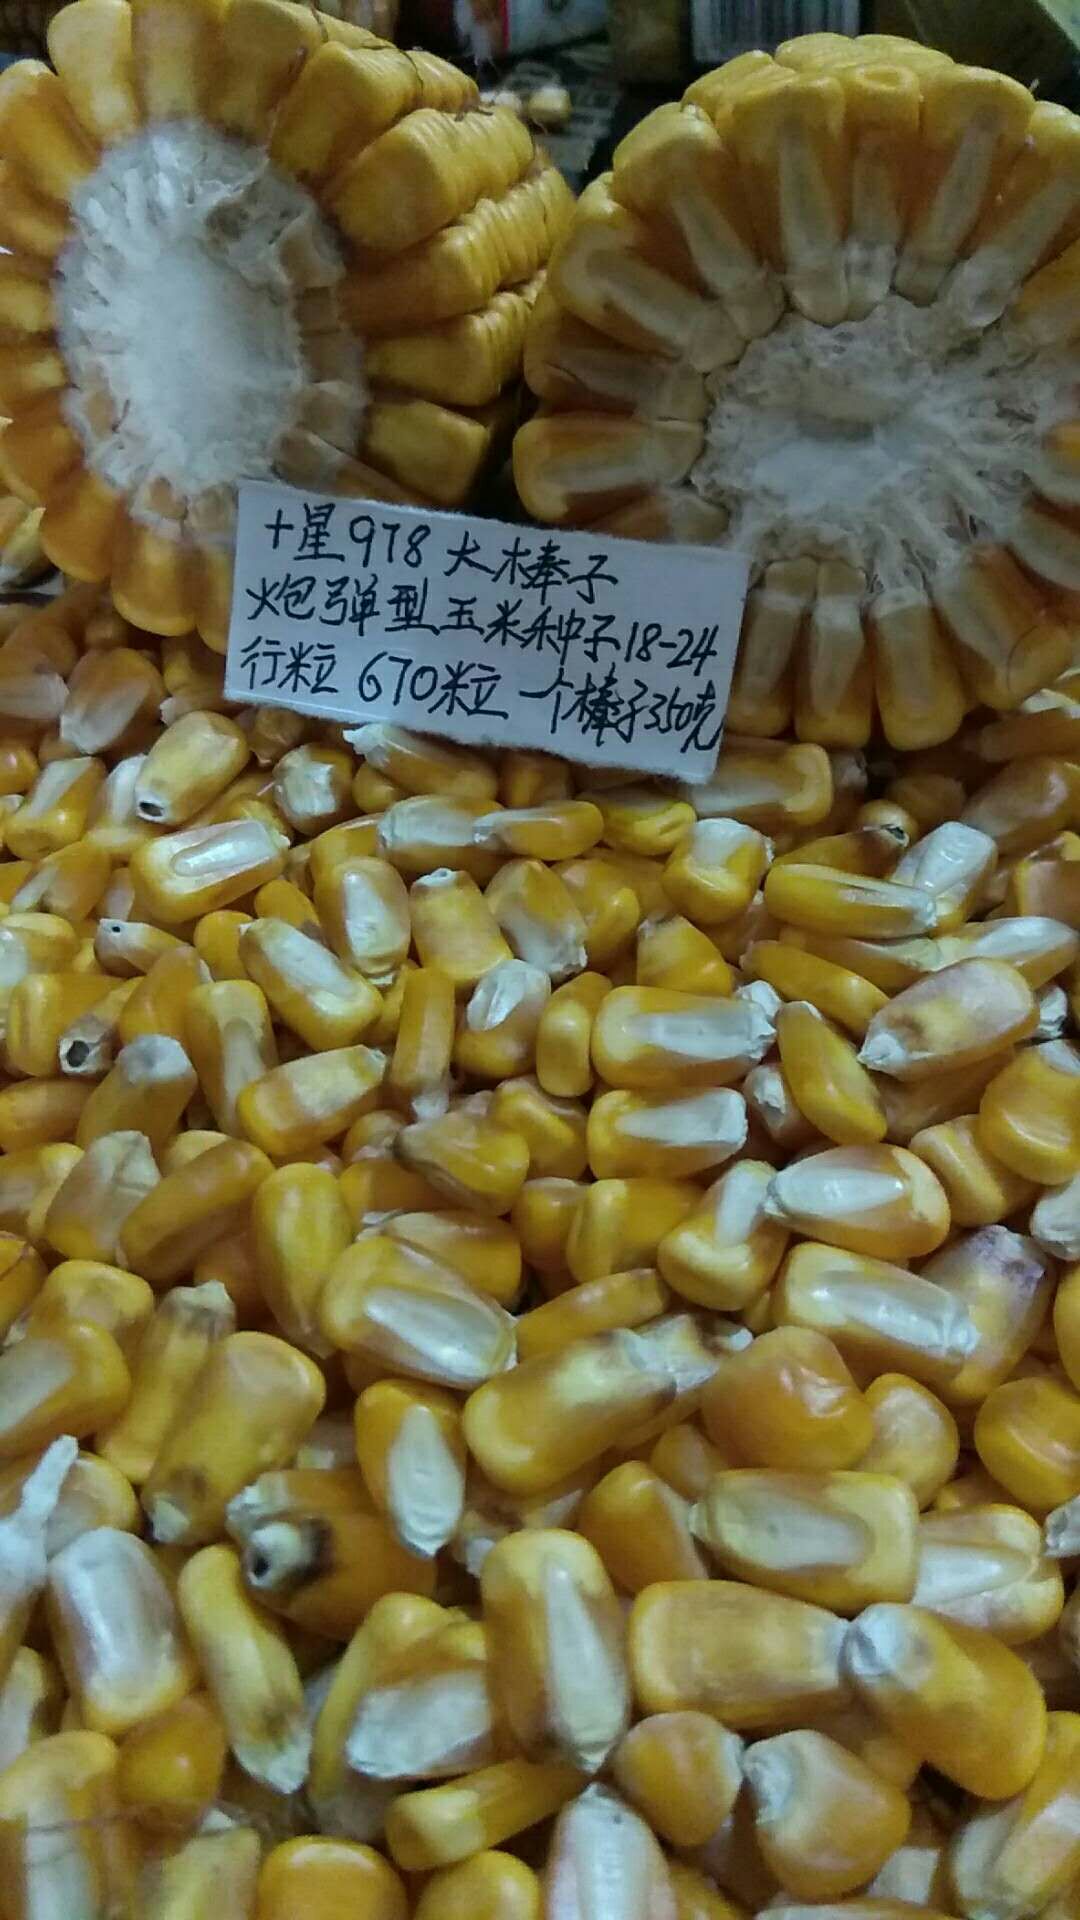 十星978大棒子
炮弹型玉米种子18-24
行粒 670粒 一个棒子350克